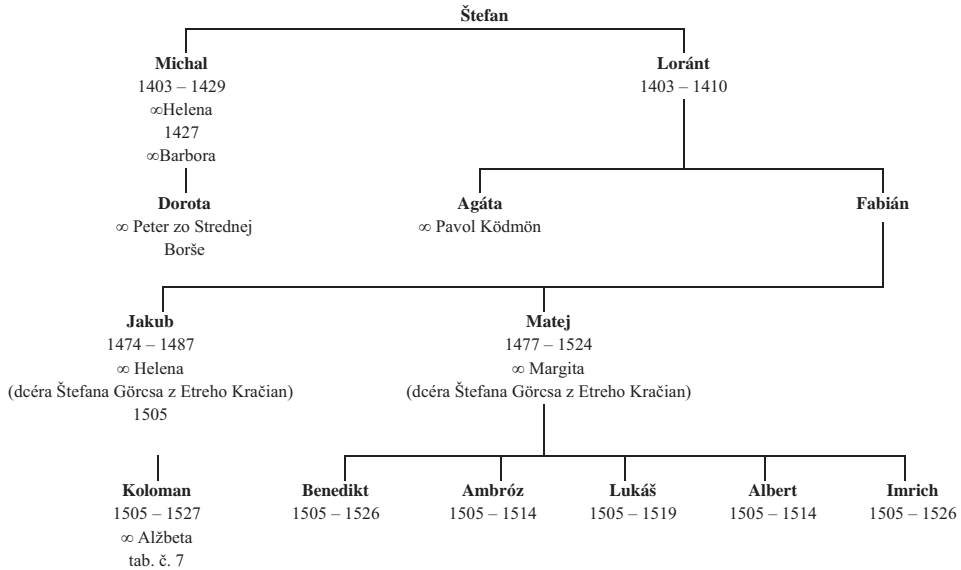 Štefan
Michal
1403 – 1429
∞Helena
1427
∞Barbora
Loránt
1403 – 1410
Dorota
∞ Peter zo Strednej
Borše
Agáta
∞ Pavol Ködmön
Fabián
Jakub
1474 – 1487
∞ Helena
(dcéra Štefana Görcsa z Etreho Kračian)
1505
Matej
1477 – 1524
∞ Margita
(dcéra Štefana Görcsa z Etreho Kračian)
Koloman
1505 – 1527
∞ Alžbeta
tab. č. 7
Benedikt
1505 – 1526
Ambróz
1505 – 1514
Lukáš
1505 – 1519
Albert
1505 – 1514
Imrich
1505 – 1526